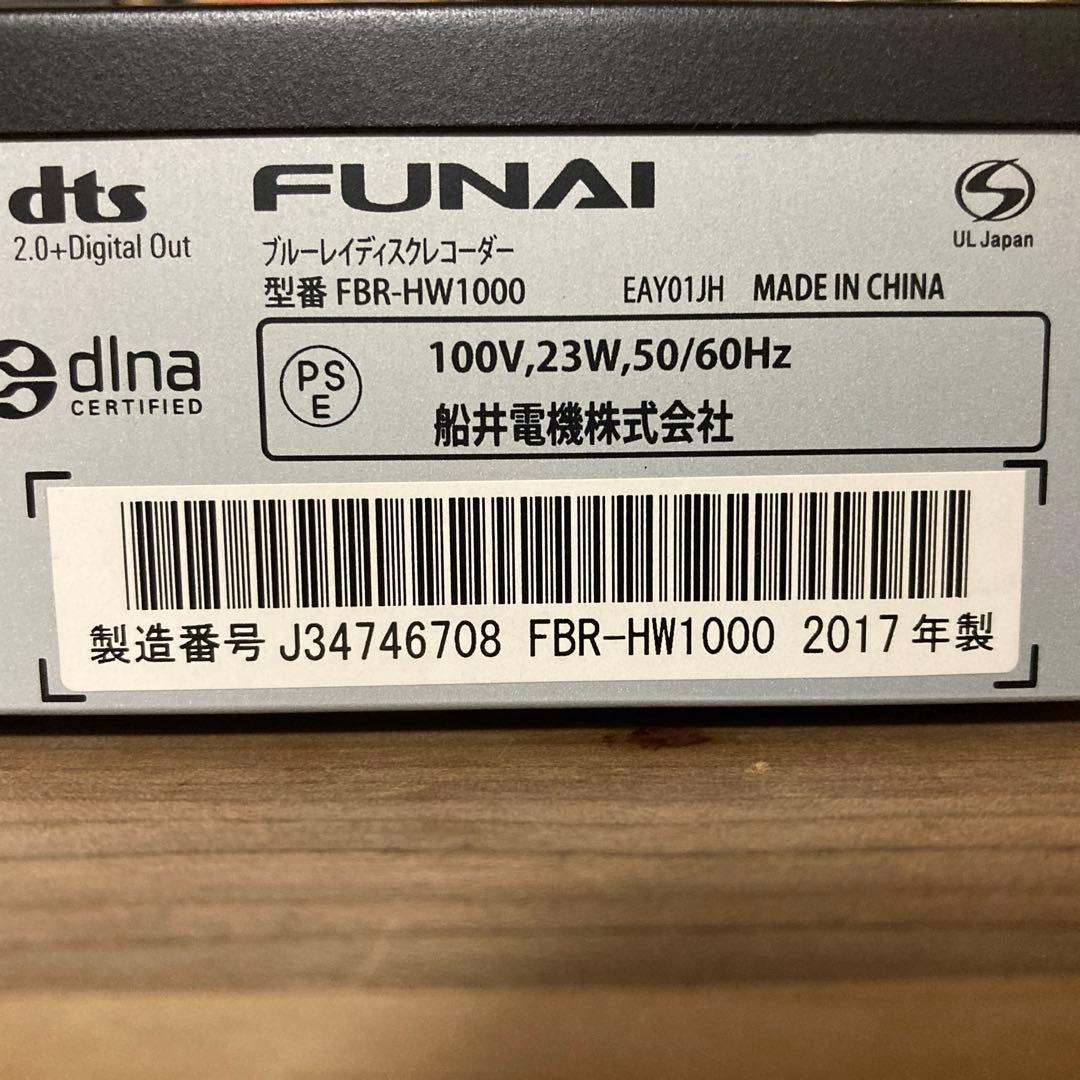 dts
2.0+Digital Out
FUNAI
ブルーレイディスクレコーダー
型番 FBR-HW1000 EAY01JH MADE IN CHINA
UL Japan
dlna
CERTIFIED
PS
E
100V,23W,50/60Hz
船井電機株式会社
製造番号 J34746708 FBR-HW1000 2017年製